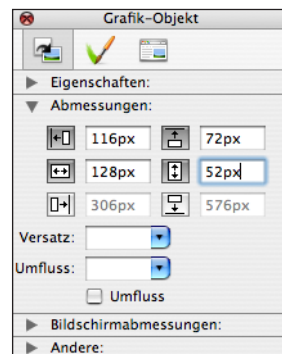 Grafik-Objekt
Eigenschaften:
Abmessungen:
116px 72px
128px 52px
306px 576px
Versatz:
Umfluss:
Umfluss
Bildschirmabmessungen:
Andere: